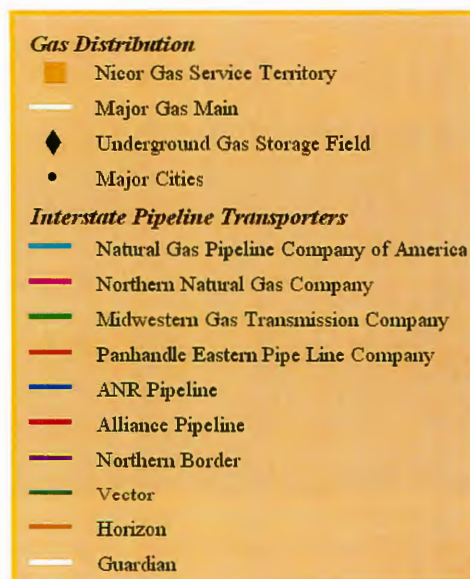 Gas Distribution
Nicor Gas Service Territory
Major Gas Main
Underground Gas Storage Field
Major Cities
Interstate Pipeline Transporters
Natural Gas Pipeline Company of America
Northern Natural Gas Company
Midwestern Gas Transmission Company
Panhandle Eastern Pipe Line Company
ANR Pipeline
Alliance Pipeline
Northern Border
Vector
Horizon
Guardian